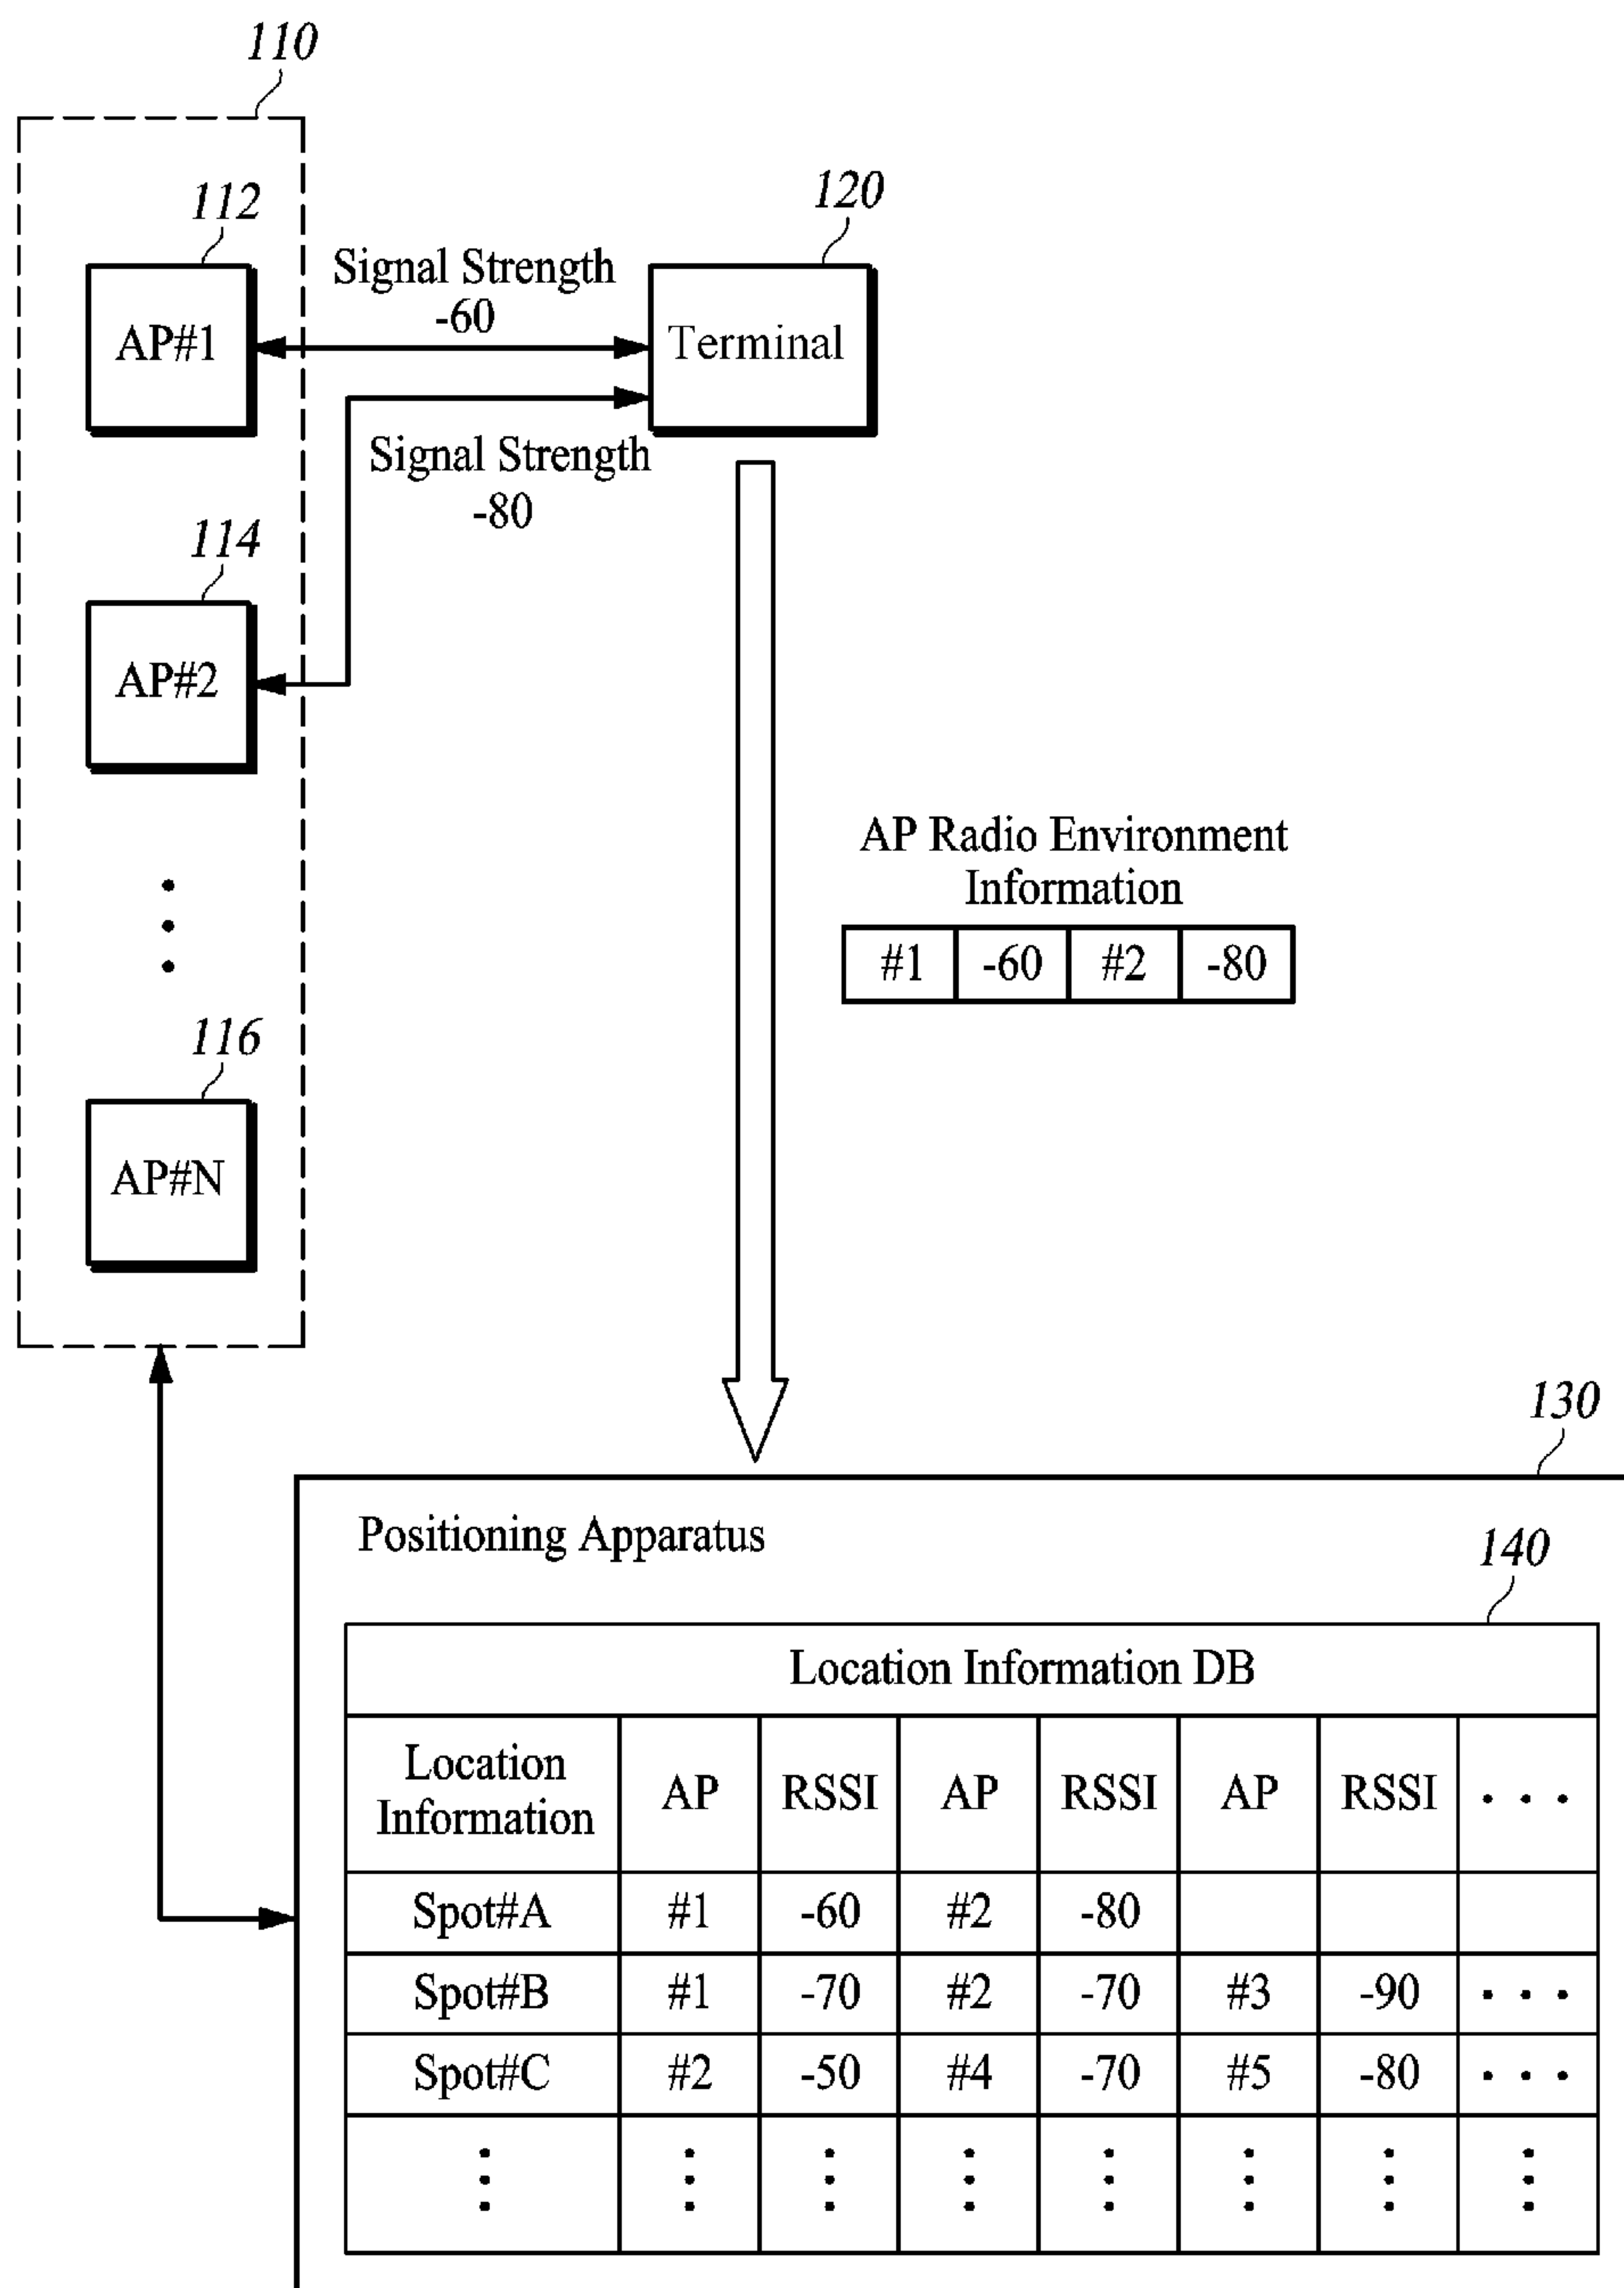 110
112
120
Signal Strength
-60
AP#1
Terminal
Signal Strength
-80
114
AP#2
AP Radio Environment
Information
#1 -60 #2 -80
116
AP#N
130
Positioning Apparatus
140
Location Information DB
Location
Information
AP RSSI AP RSSI AP RSSI . . .
Spot#A #1 -60 #2 -80
Spot#B #1 -70 #2 -70 #3 -90 . . .
Spot#C #2 -50 #4 -70 #5 -80 . . .